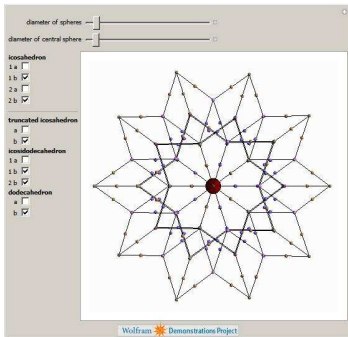 diameter of spheres
diameter of central sphere
icosahedron
1 a
1 b
2 a
2 b
truncated icosahedron
a
b
icosidodecahedron
1 a
1 b
2 b
dodecahedron
a
b
Wolfram Demonstrations Project